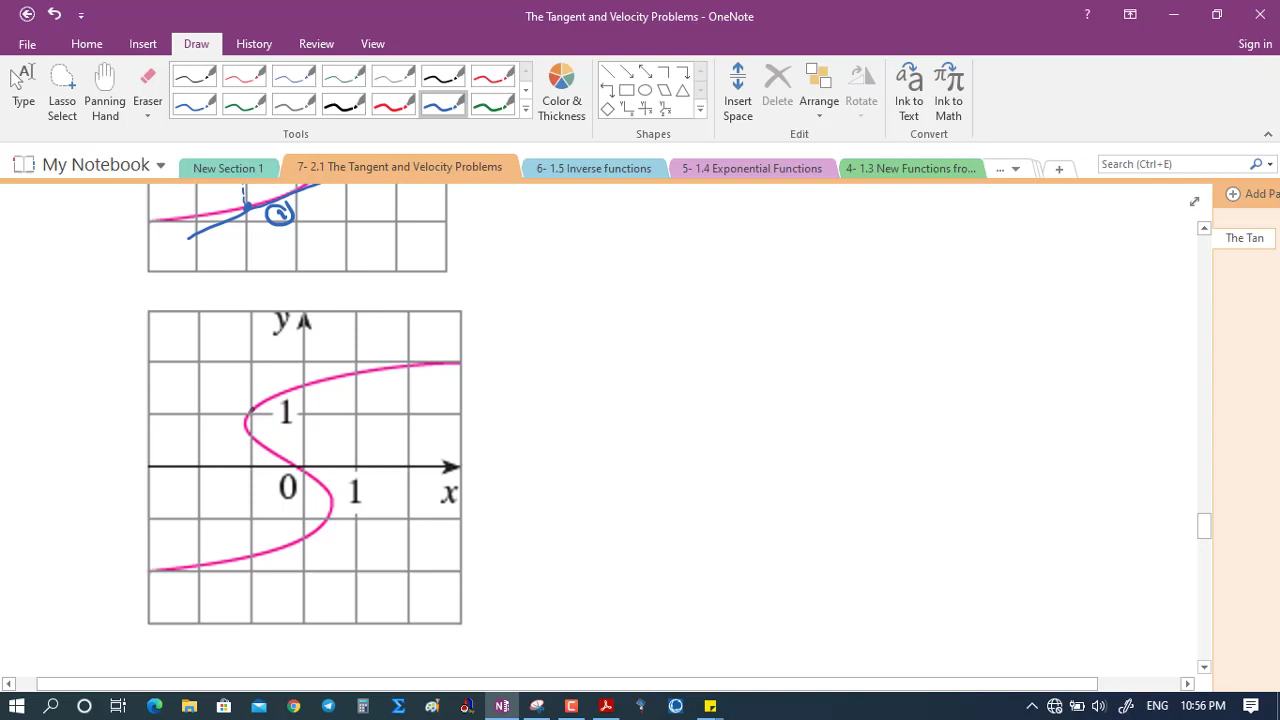 The Tangent and Velocity Problems - OneNote
?
File Home Insert Draw History Review View
Sign in
Type
Lasso Select
Panning Hand
Eraser
Color & Thickness
Insert Space
Delete
Arrange
Rotate
Ink to Text
Ink to Math
Tools
Shapes
Edit
Convert
My Notebook
New Section 1
7- 2.1 The Tangent and Velocity Problems
6- 1.5 Inverse functions
5- 1.4 Exponential Functions
4- 1.3 New Functions fro...
...
Search (Ctrl+E)
Add Pa
The Tan
2
y
1
0 1 x
ENG 10:56 PM